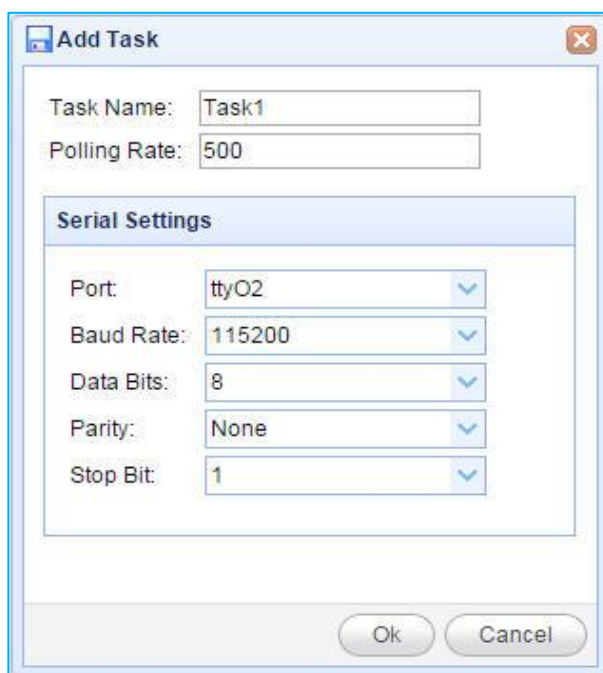 Add Task
Task Name: Task1
Polling Rate: 500
Serial Settings
Port: ttyO2
Baud Rate: 115200
Data Bits: 8
Parity: None
Stop Bit: 1
Ok Cancel